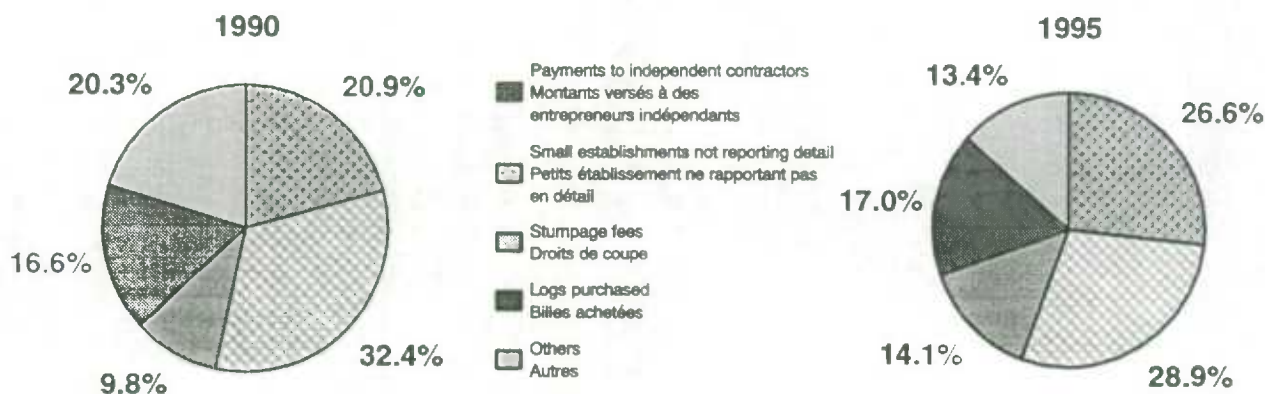 1990
20.3%
20.9%
16.6%
9.8%
32.4%
Payments to independent contractors
Montants versés à des
entrepreneurs indépendants
Small establishments not reporting detail
Petits établissement ne rapportant pas
en détail
Stumpage fees
Droits de coupe
Logs purchased
Billes achetées
Others
Autres
1995
13.4%
26.6%
17.0%
14.1%
28.9%